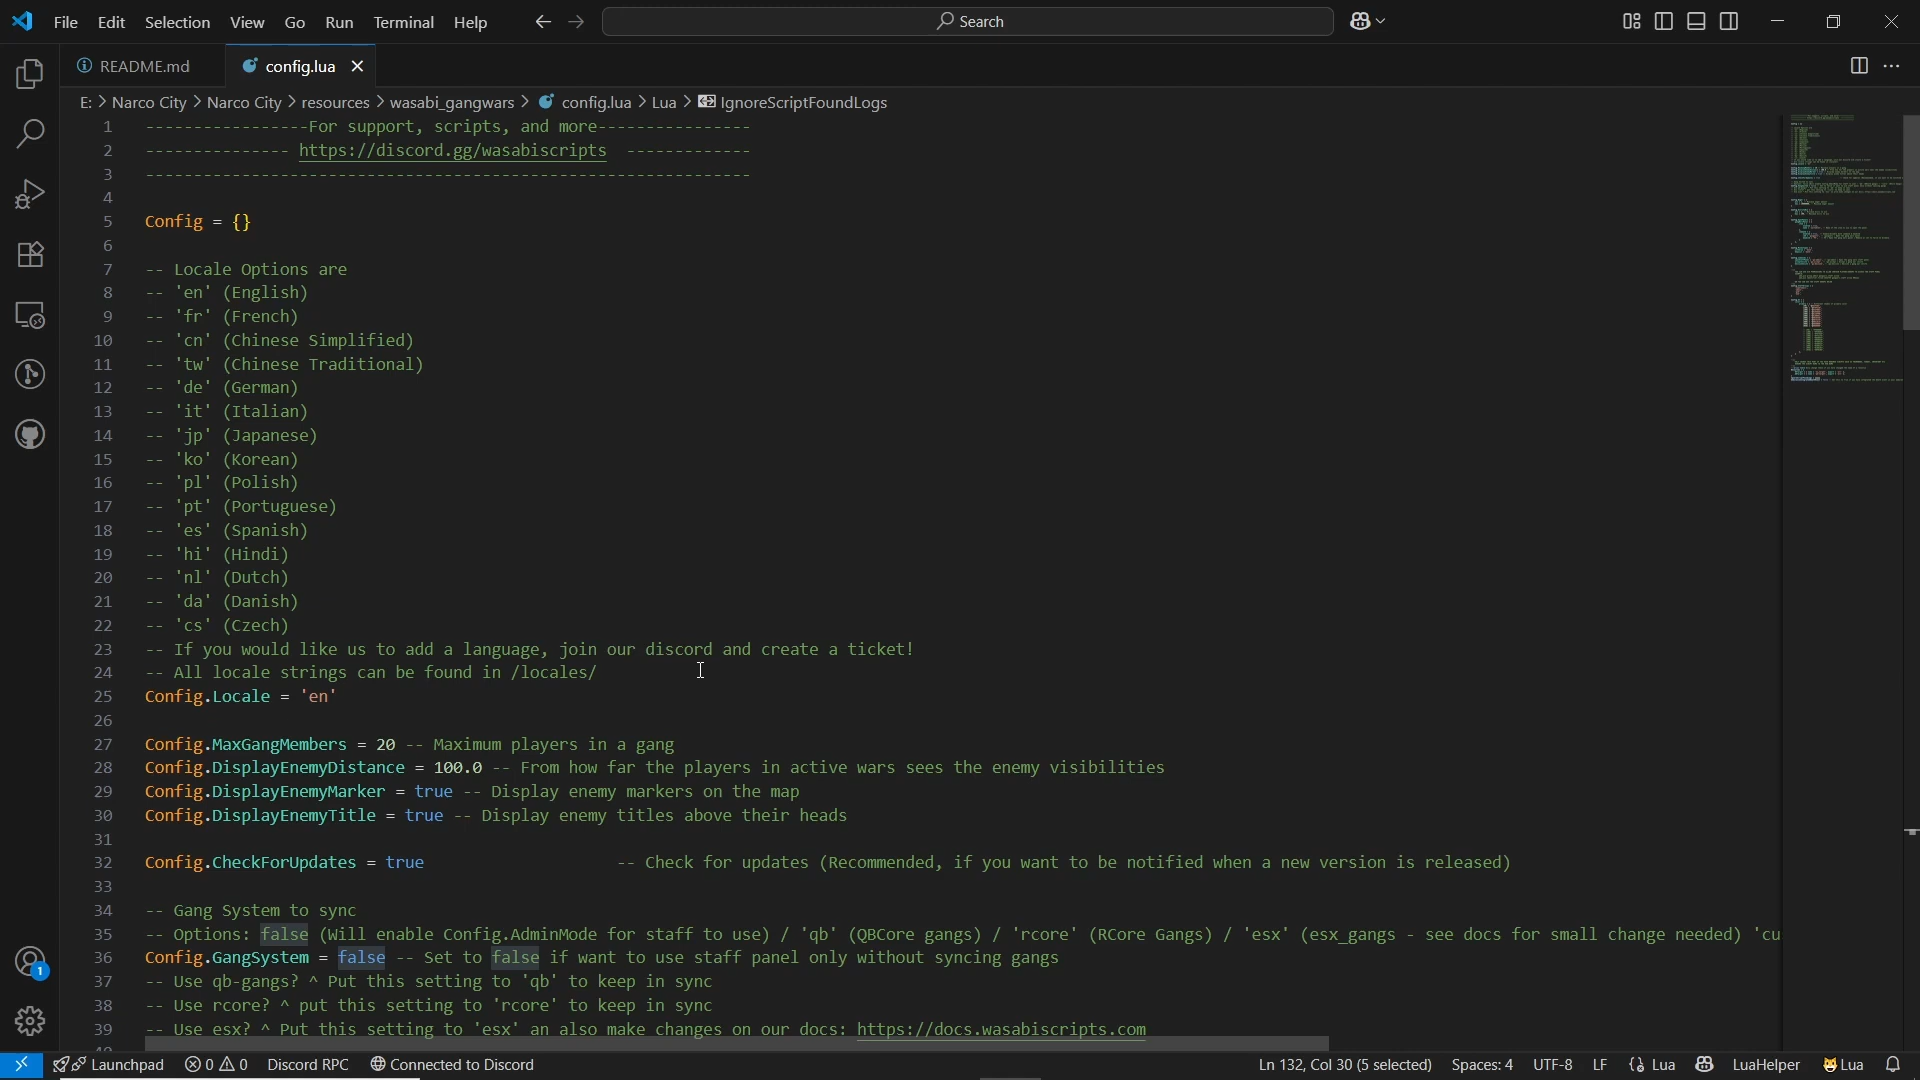 File Edit Selection View Go Run Terminal Help Search
README.md config.lua
E: > Narco City > Narco City > resources > wasabi_gangwars > config.lua > Lua > IgnoreScriptFoundLogs
1 -----------------For support, scripts, and more----------------
2 --------------- https://discord.gg/wasabiscripts -------------
3 ---------------------------------------------------------------
4
5 Config = {}
6
7 -- Locale Options are
8 -- 'en' (English)
9 -- 'fr' (French)
10 -- 'cn' (Chinese Simplified)
11 -- 'tw' (Chinese Traditional)
12 -- 'de' (German)
13 -- 'it' (Italian)
14 -- 'jp' (Japanese)
15 -- 'ko' (Korean)
16 -- 'pl' (Polish)
17 -- 'pt' (Portuguese)
18 -- 'es' (Spanish)
19 -- 'hi' (Hindi)
20 -- 'nl' (Dutch)
21 -- 'da' (Danish)
22 -- 'cs' (Czech)
23 -- If you would like us to add a language, join our discord and create a ticket!
24 -- All locale strings can be found in /locales/
25 Config.Locale = 'en'
26
27 Config.MaxGangMembers = 20 -- Maximum players in a gang
28 Config.DisplayEnemyDistance = 100.0 -- From how far the players in active wars sees the enemy visibilities
29 Config.DisplayEnemyMarker = true -- Display enemy markers on the map
30 Config.DisplayEnemyTitle = true -- Display enemy titles above their heads
31
32 Config.CheckForUpdates = true -- Check for updates (Recommended, if you want to be notified when a new version is released)
33
34 -- Gang System to sync
35 -- Options: false (Will enable Config.AdminMode for staff to use) / 'qb' (QBCore gangs) / 'rcore' (RCore Gangs) / 'esx' (esx_gangs - see docs for small change needed) 'cu
36 Config.GangSystem = false -- Set to false if want to use staff panel only without syncing gangs
37 -- Use qb-gangs? ^ Put this setting to 'qb' to keep in sync
38 -- Use rcore? ^ put this setting to 'rcore' to keep in sync
39 -- Use esx? ^ Put this setting to 'esx' an also make changes on our docs: https://docs.wasabiscripts.com
1
Launchpad 0 0 Discord RPC Connected to Discord Ln 132, Col 30 (5 selected) Spaces: 4 UTF-8 LF {} Lua LuaHelper Lua